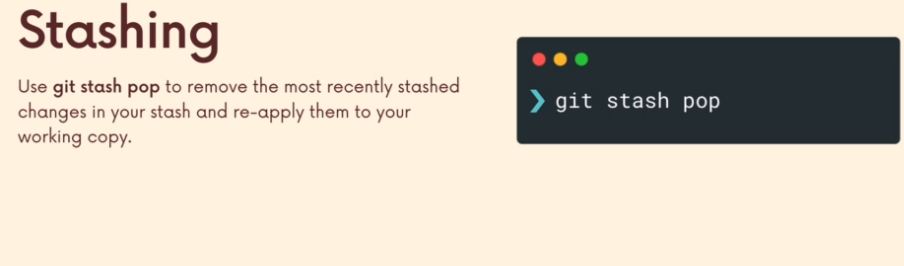 Stashing
Use git stash pop to remove the most recently stashed
changes in your stash and re-apply them to your
working copy.
❯ git stash pop